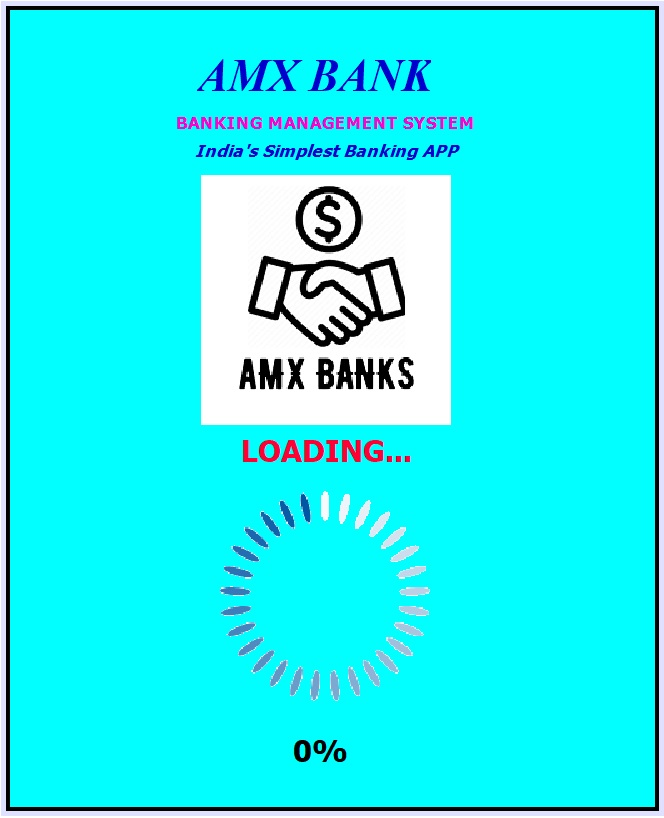 AMX BANK
BANKING MANAGEMENT SYSTEM
India's Simplest Banking APP
$
AMX BANKS
LOADING...
0%